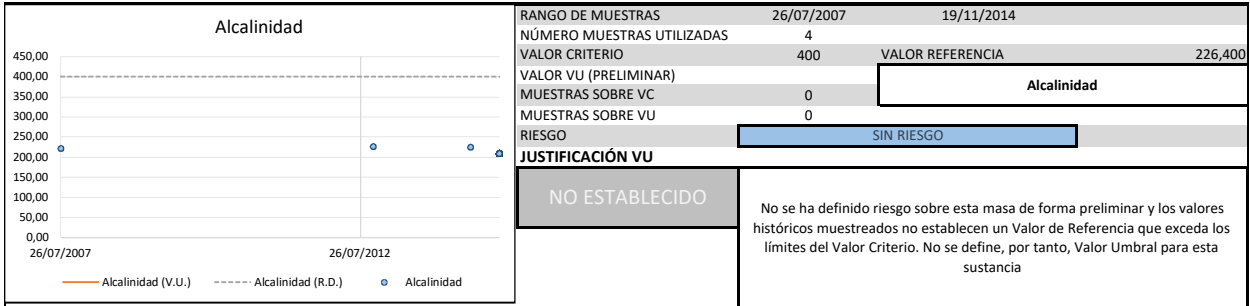 Alcalinidad
450,00
400,00
350,00
300,00
250,00
200,00
150,00
100,00
50,00
0,00
26/07/2007 26/07/2012
Alcalinidad (V.U.) Alcalinidad (R.D.) Alcalinidad
RANGO DE MUESTRAS 26/07/2007 19/11/2014
NÚMERO MUESTRAS UTILIZADAS 4
VALOR CRITERIO 400 VALOR REFERENCIA 226,400
VALOR VU (PRELIMINAR)
Alcalinidad
MUESTRAS SOBRE VC 0
MUESTRAS SOBRE VU 0
RIESGO SIN RIESGO
JUSTIFICACIÓN VU
NO ESTABLECIDO
No se ha definido riesgo sobre esta masa de forma preliminar y los valores
históricos muestreados no establecen un Valor de Referencia que exceda los
límites del Valor Criterio. No se define, por tanto, Valor Umbral para esta
sustancia